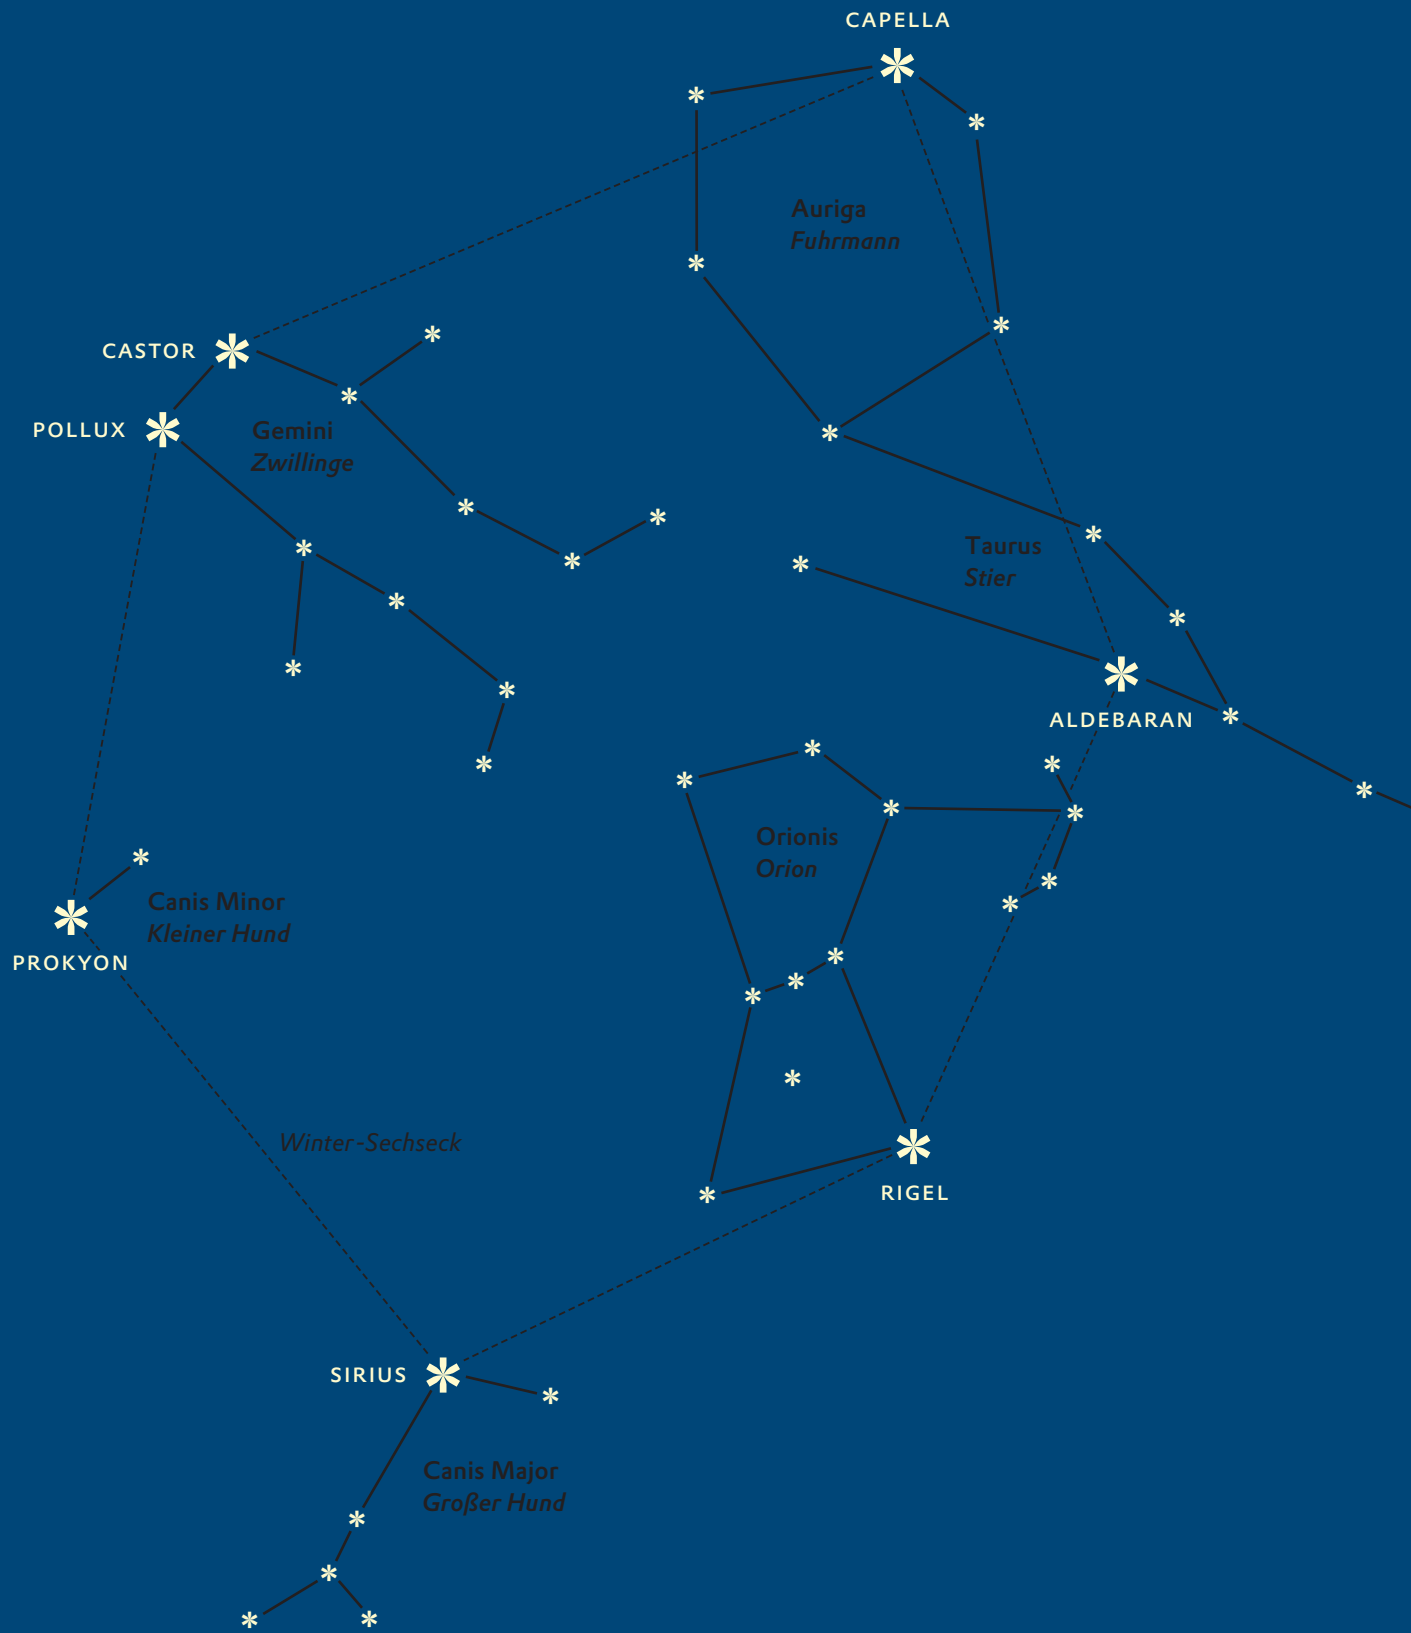 CAPELLA
Auriga
Fuhrmann
CASTOR
POLLUX
Gemini
Zwillinge
Taurus
Stier
ALDEBARAN
Orionis
Orion
Canis Minor
Kleiner Hund
PROKYON
Winter-Sechseck
RIGEL
SIRIUS
Canis Major
Großer Hund